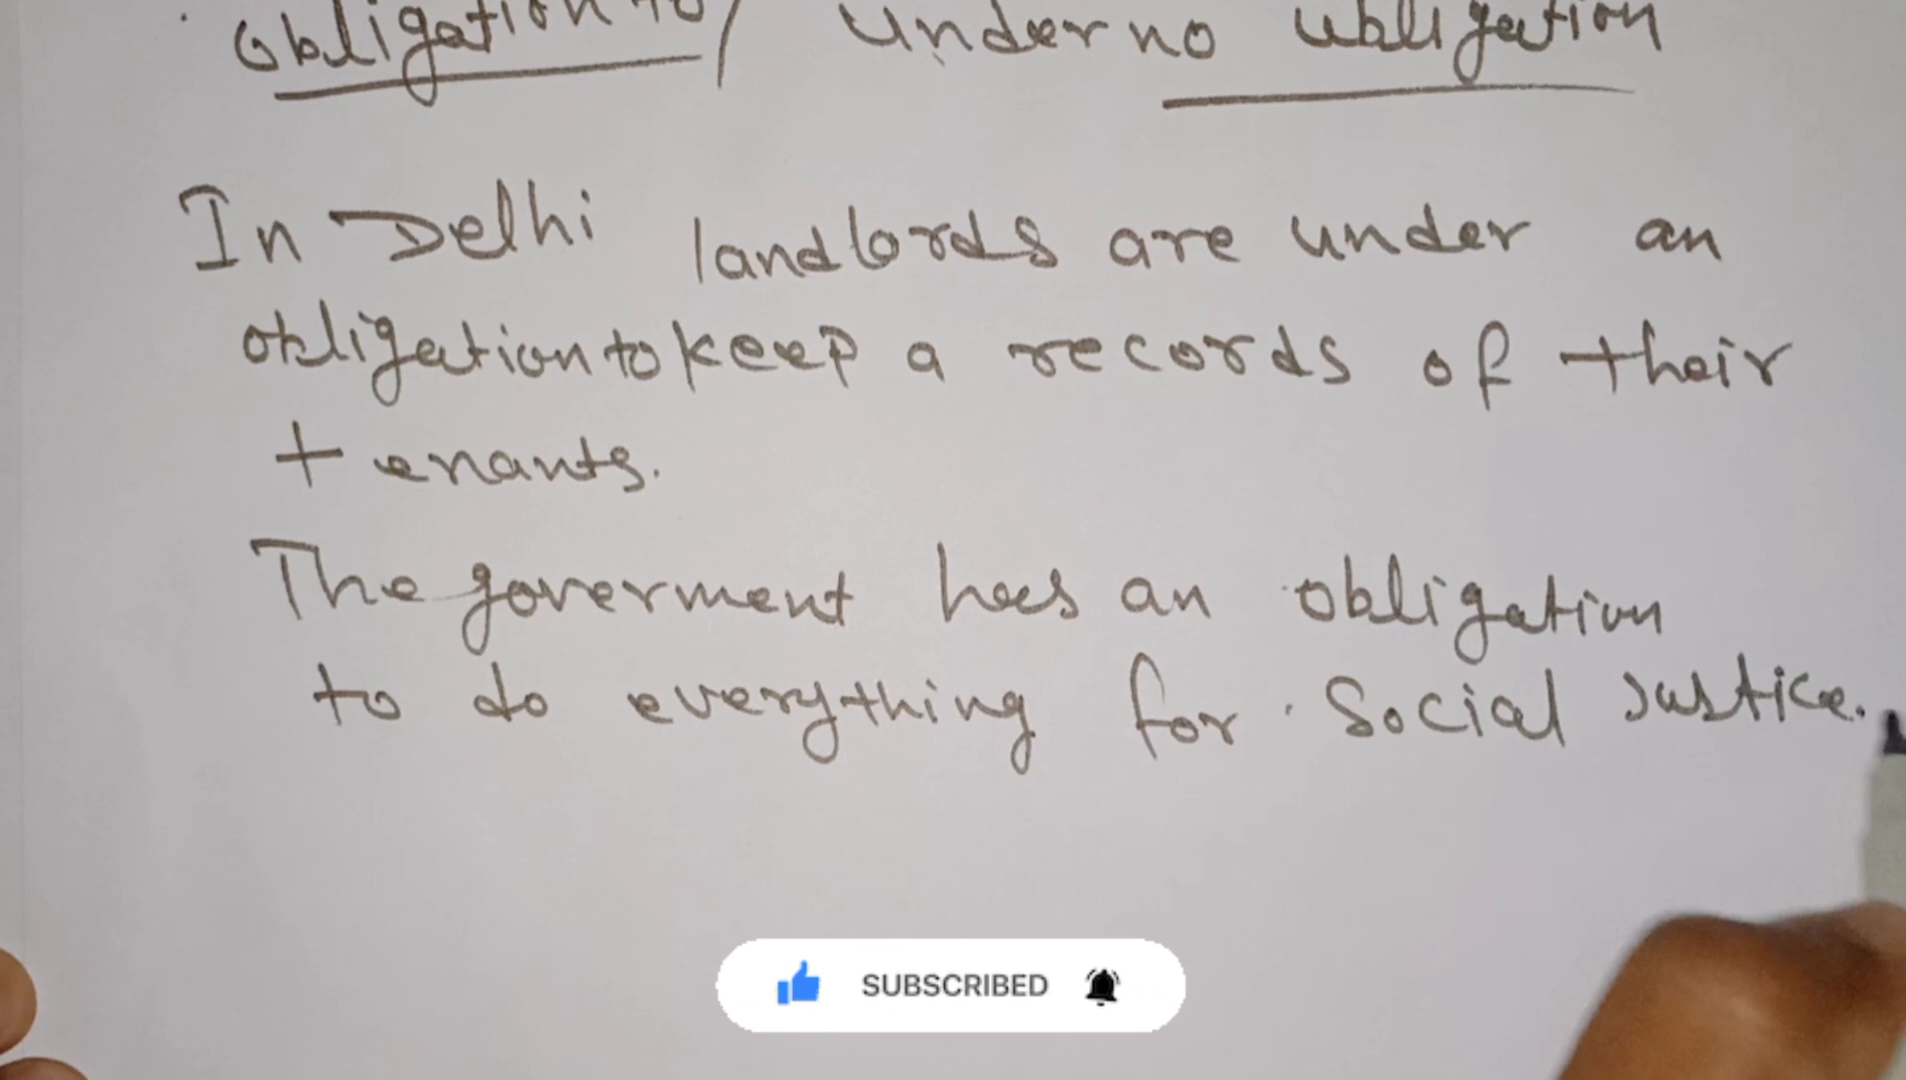 obligation to / Under no obligation
In Delhi landlords are under an
obligation to keep a records of their
tenants.
The goverment has an obligation
to do everything for Social Justice.
SUBSCRIBED